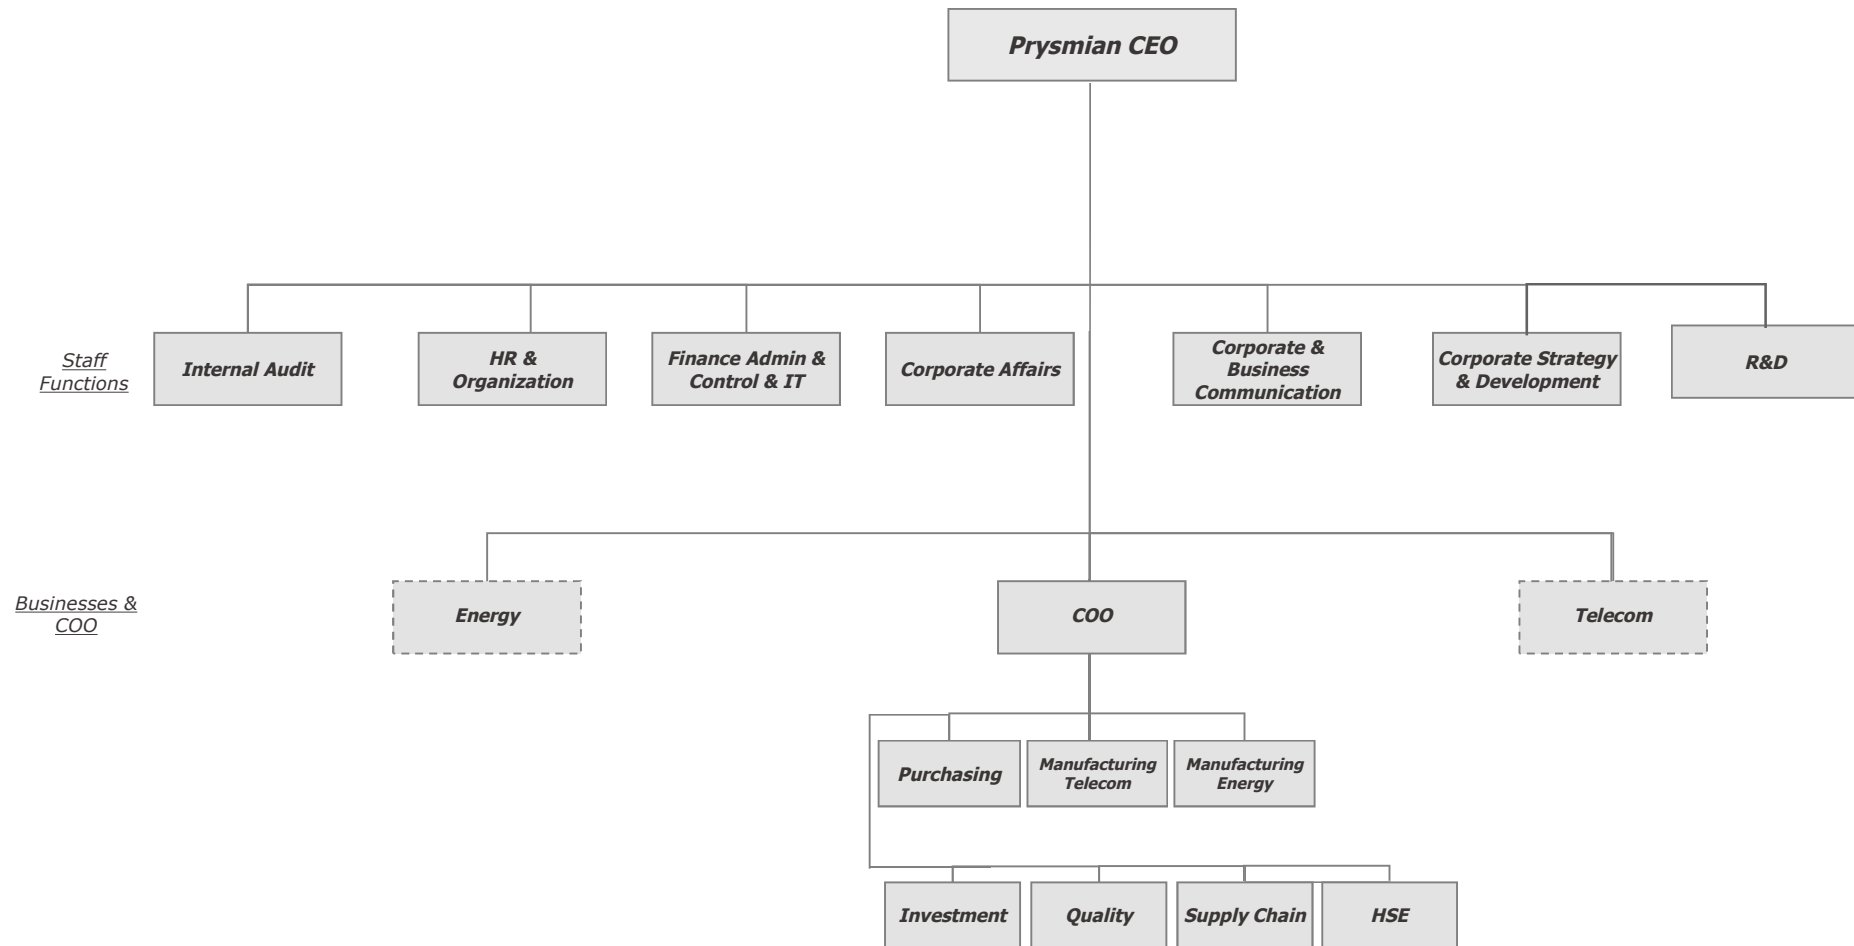 Prysmian CEO
Staff
Functions
Internal Audit
HR &
Organization
Finance Admin &
Control & IT
Corporate Affairs
Corporate &
Business
Communication
Corporate Strategy
& Development
R&D
Businesses &
COO
Energy
COO
Telecom
Purchasing
Manufacturing
Telecom
Manufacturing
Energy
Investment
Quality
Supply Chain
HSE